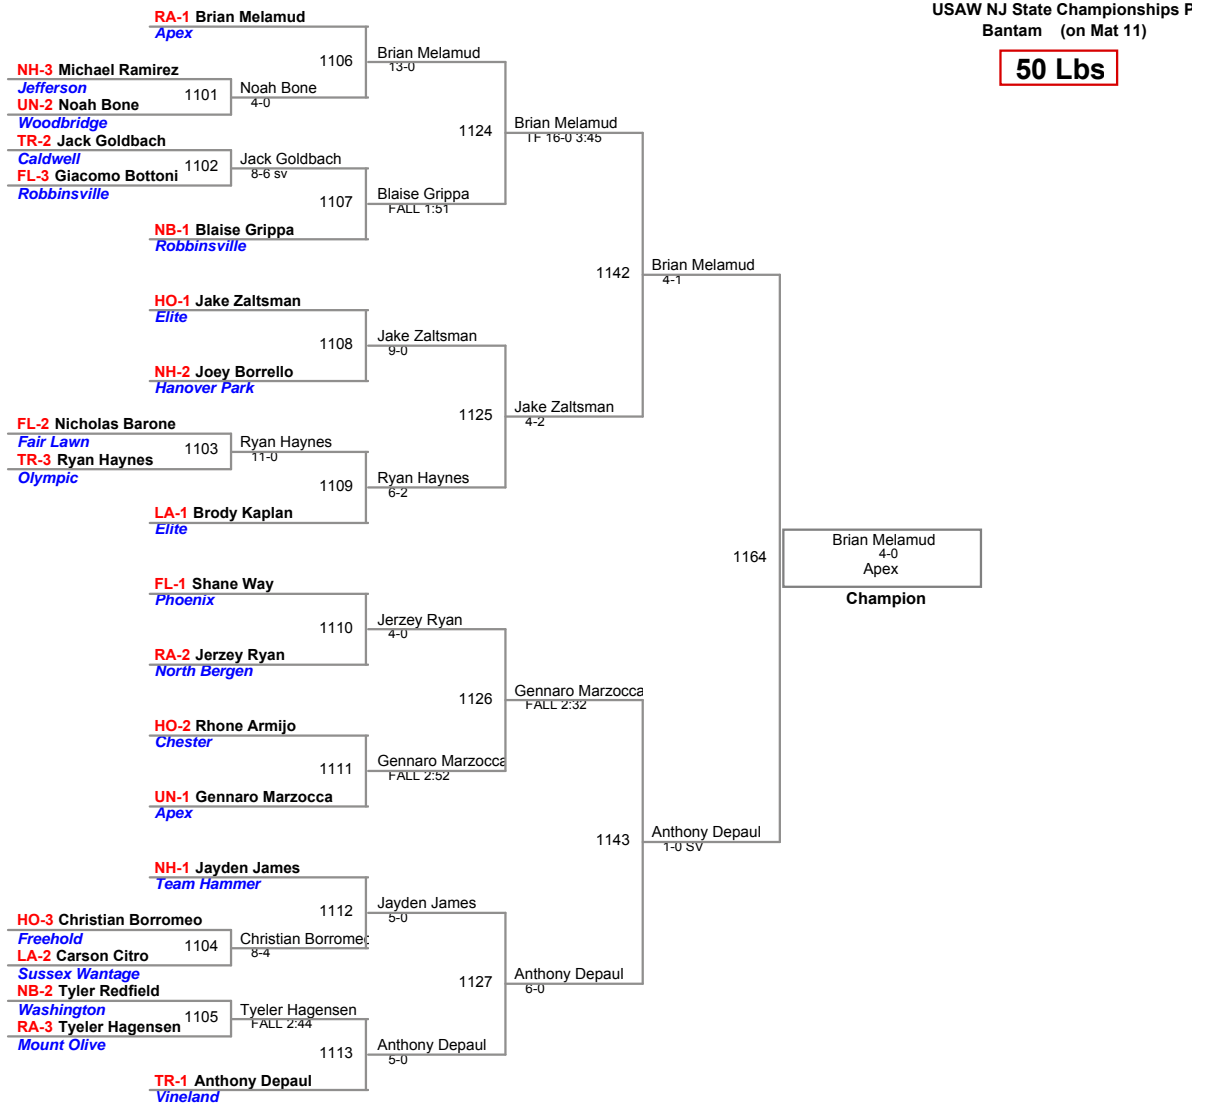 USAW NJ State Championships P
Bantam (on Mat 11)
50 Lbs
RA-1 Brian Melamud
Apex
1106
Brian Melamud
13-0
NH-3 Michael Ramirez
Jefferson
1101
Noah Bone
4-0
UN-2 Noah Bone
Woodbridge
1124
Brian Melamud
TF 16-0 3:45
TR-2 Jack Goldbach
Caldwell
1102
Jack Goldbach
8-6 sv
FL-3 Giacomo Bottoni
Robbinsville
1107
Blaise Grippa
FALL 1:51
NB-1 Blaise Grippa
Robbinsville
1142
Brian Melamud
4-1
HO-1 Jake Zaltsman
Elite
1108
Jake Zaltsman
9-0
NH-2 Joey Borrello
Hanover Park
1125
Jake Zaltsman
4-2
FL-2 Nicholas Barone
Fair Lawn
1103
Ryan Haynes
11-0
TR-3 Ryan Haynes
Olympic
1109
Ryan Haynes
6-2
LA-1 Brody Kaplan
Elite
1164
Brian Melamud
4-0
Apex
Champion
FL-1 Shane Way
Phoenix
1110
Jerzey Ryan
4-0
RA-2 Jerzey Ryan
North Bergen
1126
Gennaro Marzocca
FALL 2:32
HO-2 Rhone Armijo
Chester
1111
Gennaro Marzocca
FALL 2:52
UN-1 Gennaro Marzocca
Apex
1143
Anthony Depaul
1-0 SV
NH-1 Jayden James
Team Hammer
1112
Jayden James
5-0
HO-3 Christian Borromeo
Freehold
1104
Christian Borromeo
8-4
LA-2 Carson Citro
Sussex Wantage
1127
Anthony Depaul
6-0
NB-2 Tyler Redfield
Washington
1105
Tyeler Hagensen
FALL 2:44
RA-3 Tyeler Hagensen
Mount Olive
1113
Anthony Depaul
5-0
TR-1 Anthony Depaul
Vineland